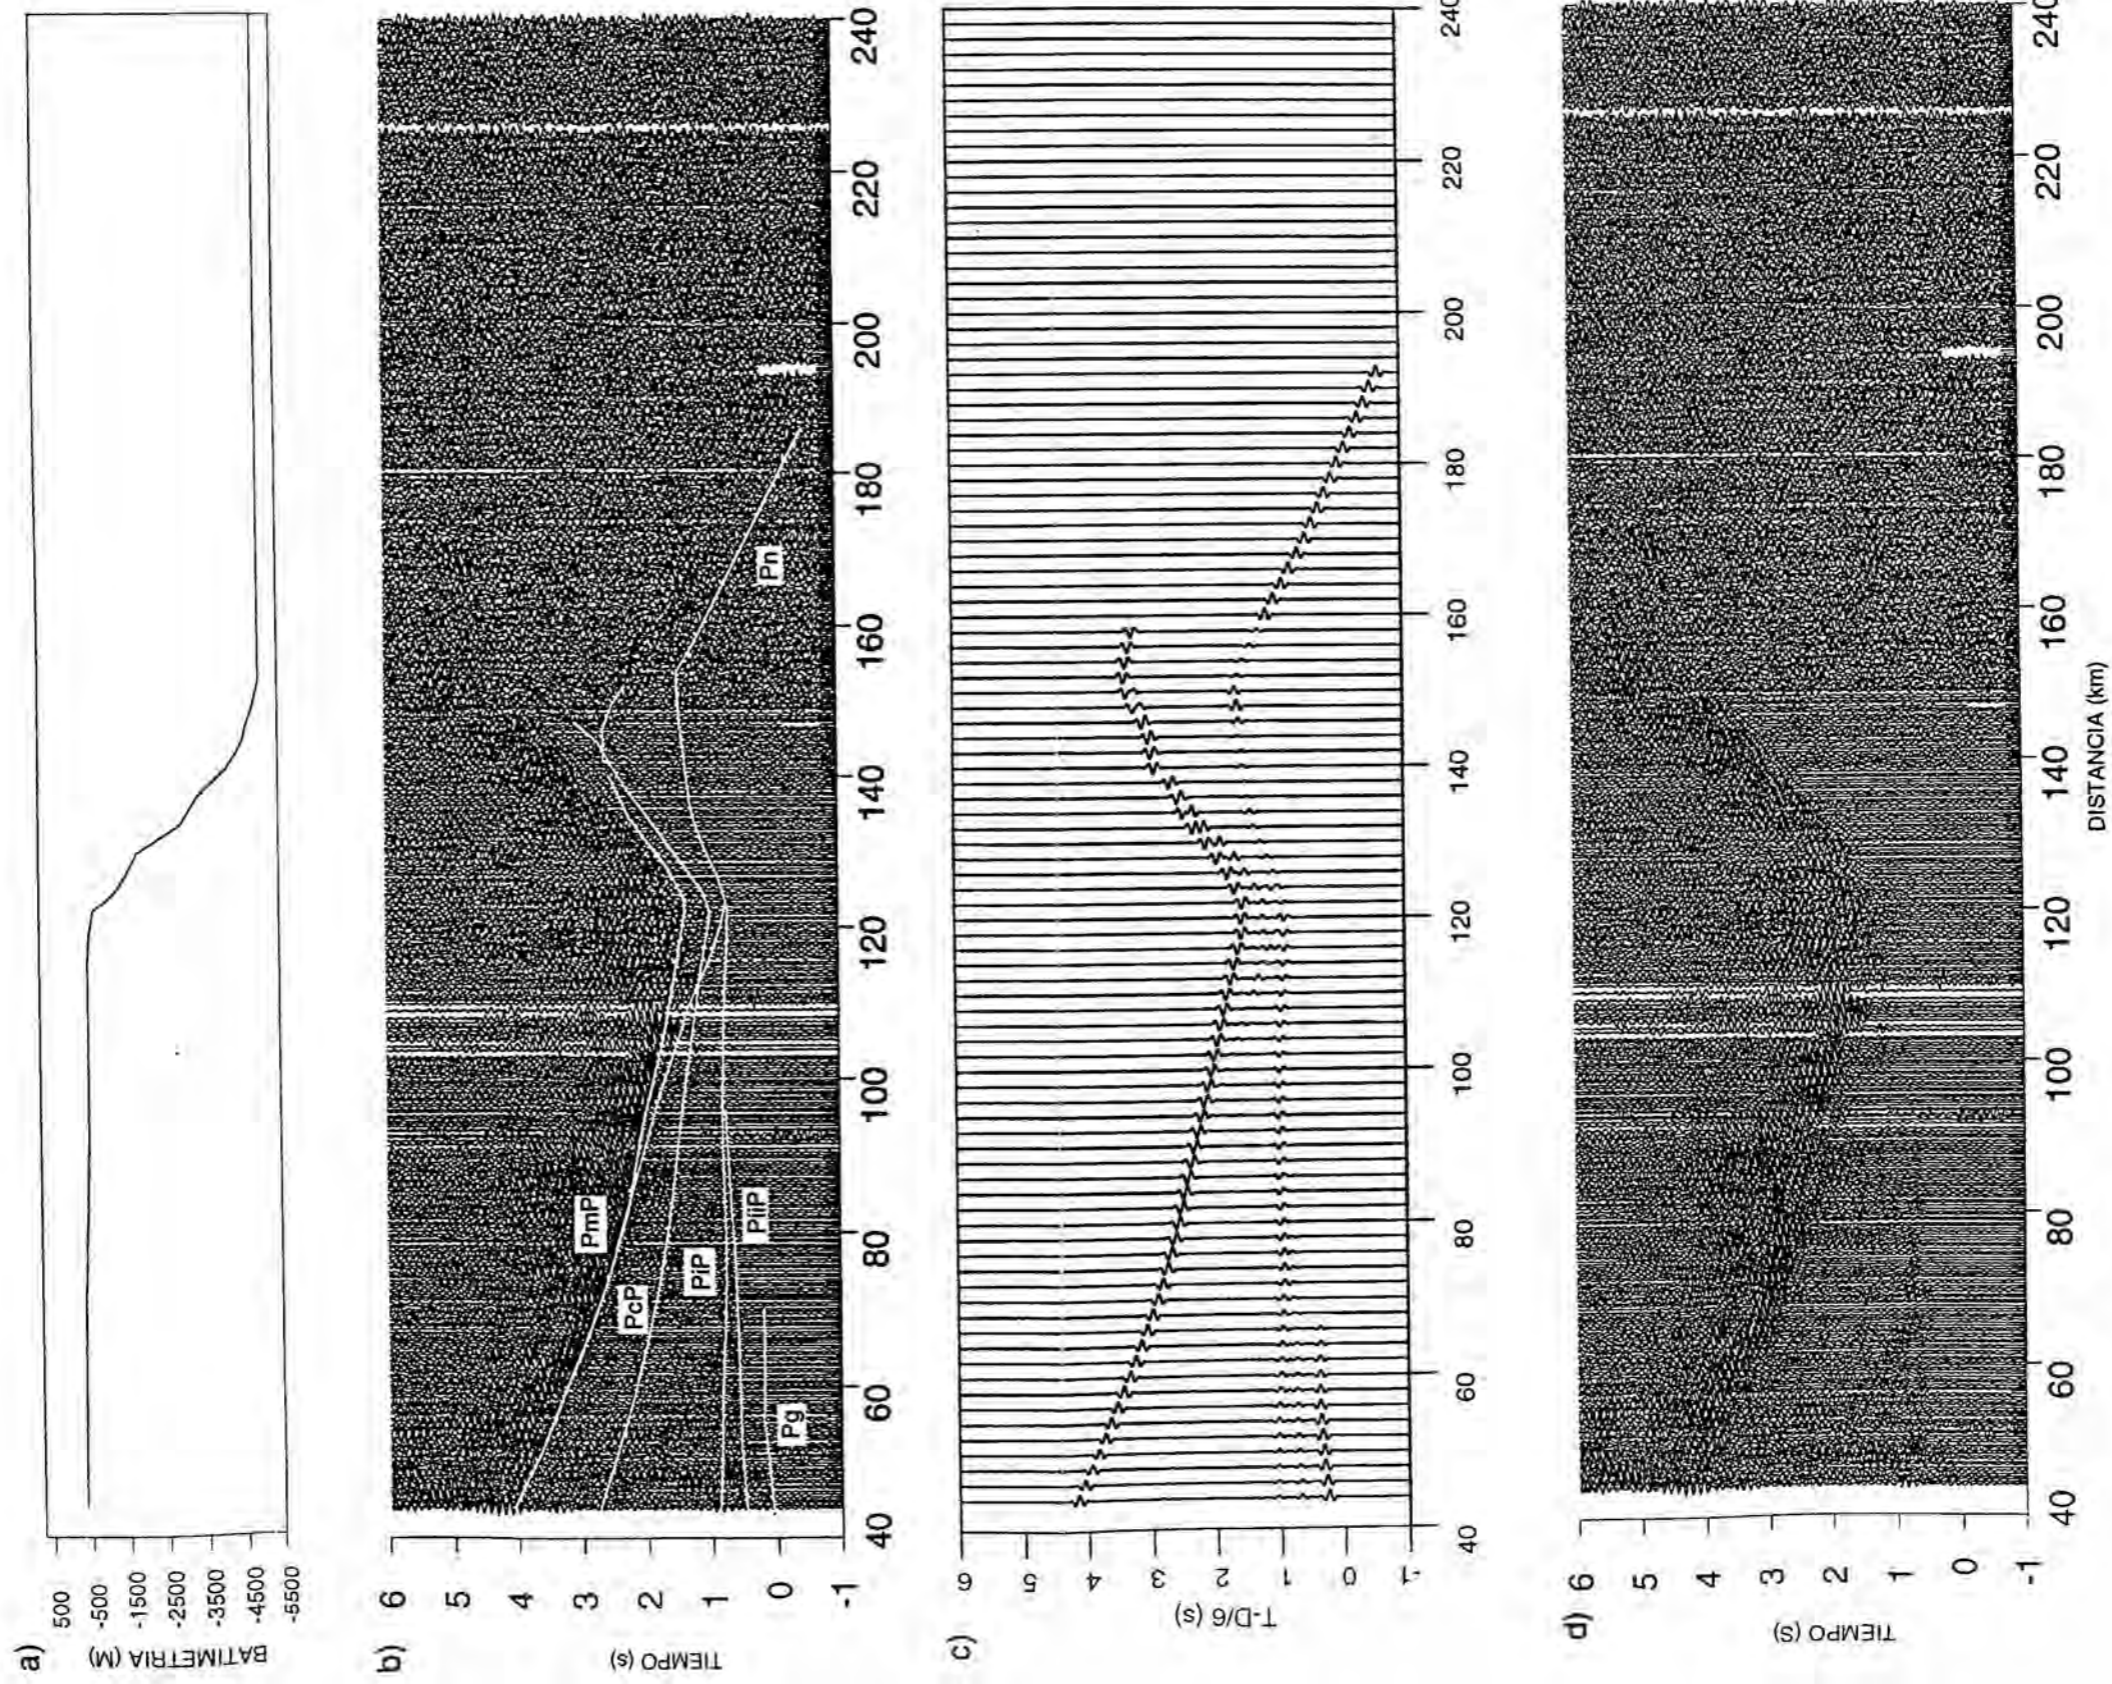 a)
500
-500
-1500
-2500
-3500
-4500
-5500
BATIMETRIA (M)
b)
6
5
4
3
2
1
0
-1
TIEMPO (s)
PmP
PcP
PiP
PiiP
Pg
Pn
40 60 80 100 120 140 160 180 200 220 240
c)
6
5
4
3
2
1
0
-1
T-D/6 (s)
40 60 80 100 120 140 160 180 200 220 240
d)
6
5
4
3
2
1
0
-1
TIEMPO (S)
40 60 80 100 120 140 160 180 200 220 240
DISTANCIA (km)